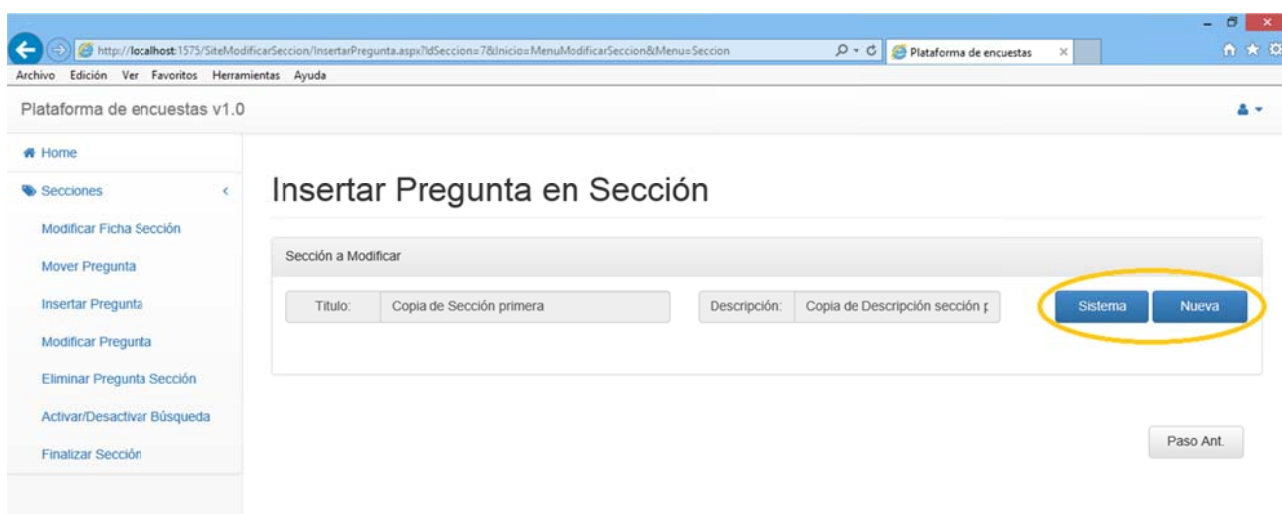 http://localhost:1575/SiteModificarSeccion/InsertarPregunta.aspx?IdSeccion=7&Inicio=MenuModificarSeccion&Menu=Seccion
Plataforma de encuestas
Archivo Edición Ver Favoritos Herramientas Ayuda
Plataforma de encuestas v1.0
Home
Secciones
Modificar Ficha Sección
Mover Pregunta
Insertar Pregunta
Modificar Pregunta
Eliminar Pregunta Sección
Activar/Desactivar Búsqueda
Finalizar Sección
Insertar Pregunta en Sección
Sección a Modificar
Titulo: Copia de Sección primera Descripción: Copia de Descripción sección p Sistema Nueva
Paso Ant.